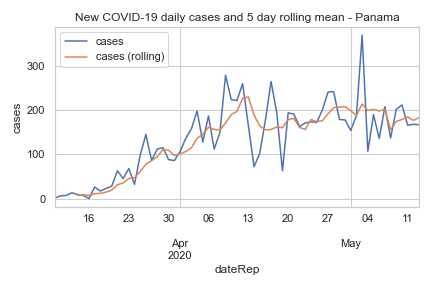 New COVID-19 daily cases and 5 day rolling mean - Panama
cases
cases (rolling)
cases
300
200
100
0
16 23 30 06 13 20 27 04 11
Apr May
2020
dateRep